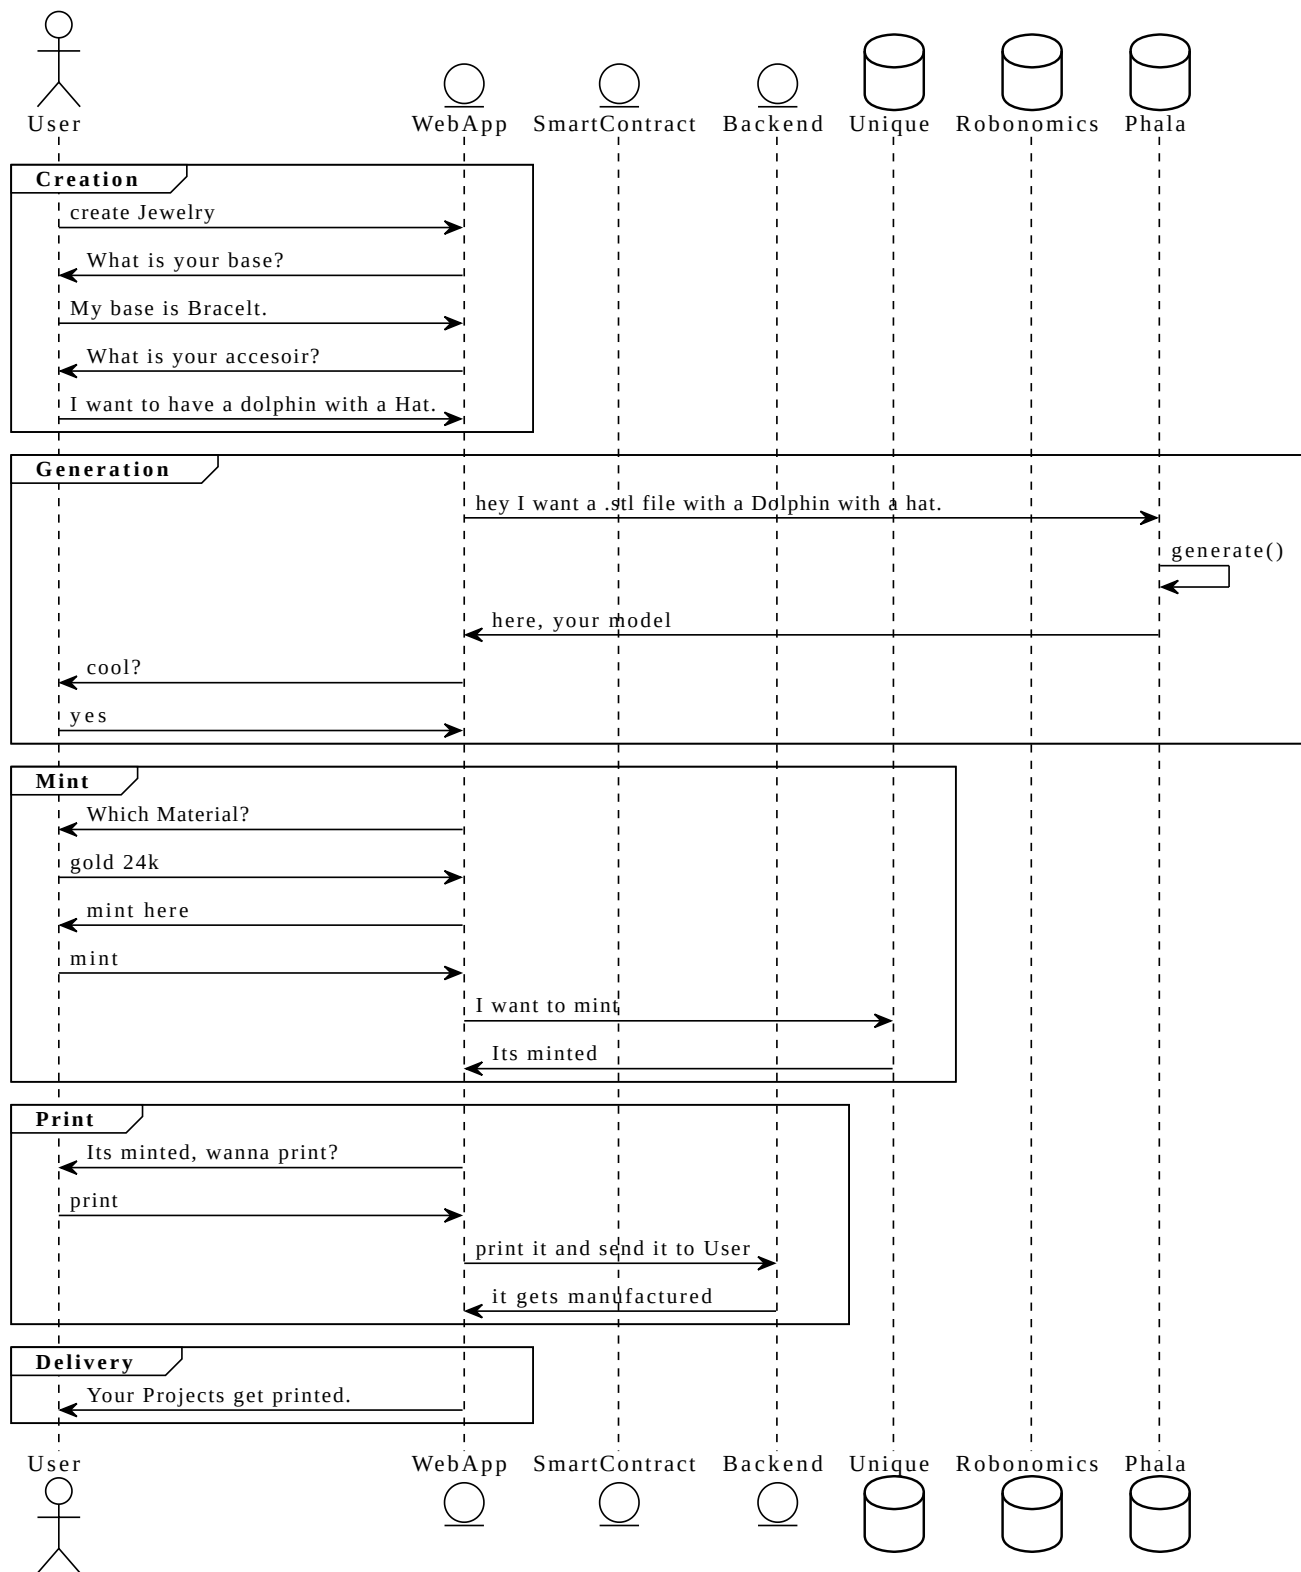 User WebApp SmartContract Backend Unique Robonomics Phala
Creation
create Jewelry
What is your base?
My base is Bracelt.
What is your accesoir?
I want to have a dolphin with a Hat.
Generation
hey I want a .stl file with a Dolphin with a hat.
generate()
here, your model
cool?
yes
Mint
Which Material?
gold 24k
mint here
mint
I want to mint
Its minted
Print
Its minted, wanna print?
print
print it and send it to User
it gets manufactured
Delivery
Your Projects get printed.
User WebApp SmartContract Backend Unique Robonomics Phala